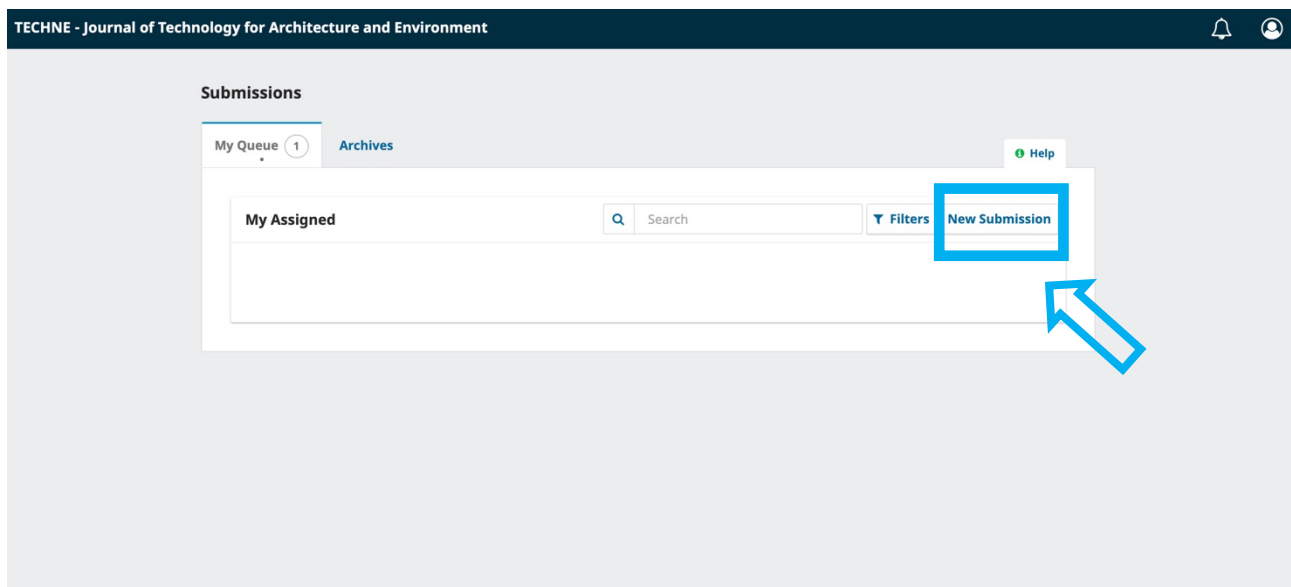 TECHNE - Journal of Technology for Architecture and Environment
Submissions
My Queue 1 Archives
Help
My Assigned Search Filters New Submission